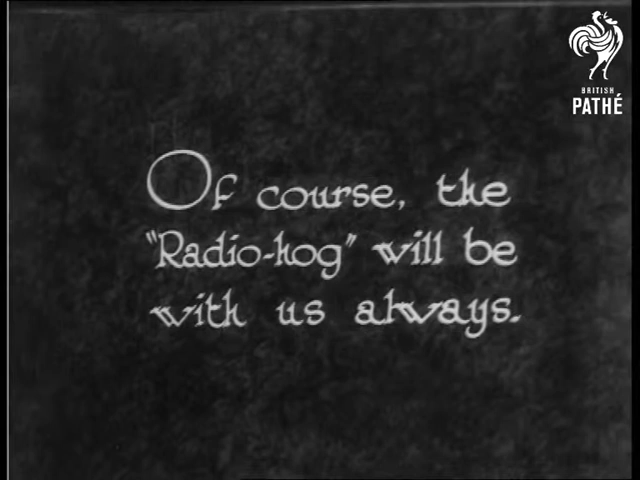 BRITISH
PATHÉ
Of course, the
"Radio-hog" will be
with us always.